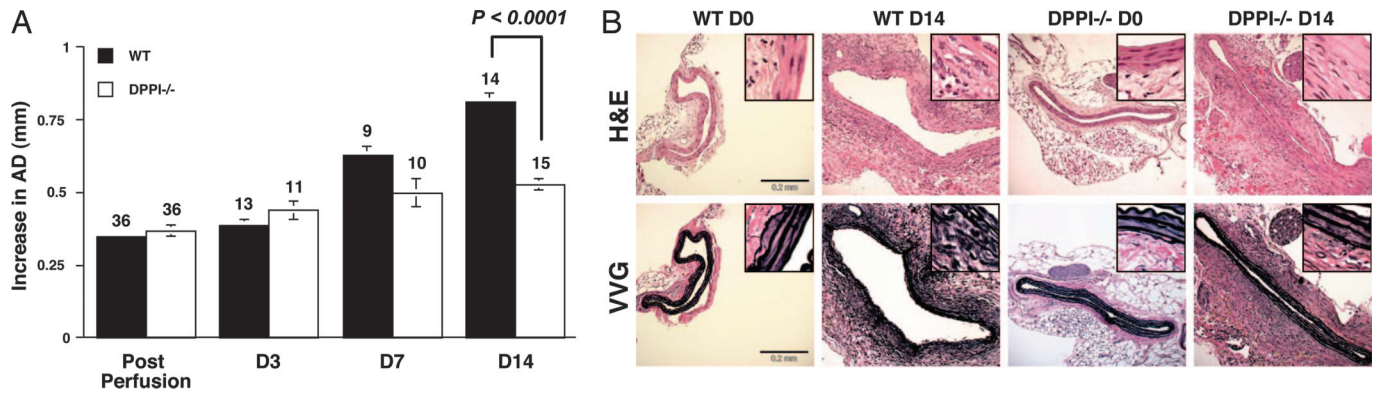 A
P < 0.0001
Increase in AD (mm)
1
0.75
0.5
0.25
0
WT
DPPI-/-
36
36
13
11
9
10
14
15
Post
Perfusion
D3
D7
D14
B
WT D0
WT D14
DPPI-/- D0
DPPI-/- D14
H&E
0.2 mm
VVG
0.2 mm